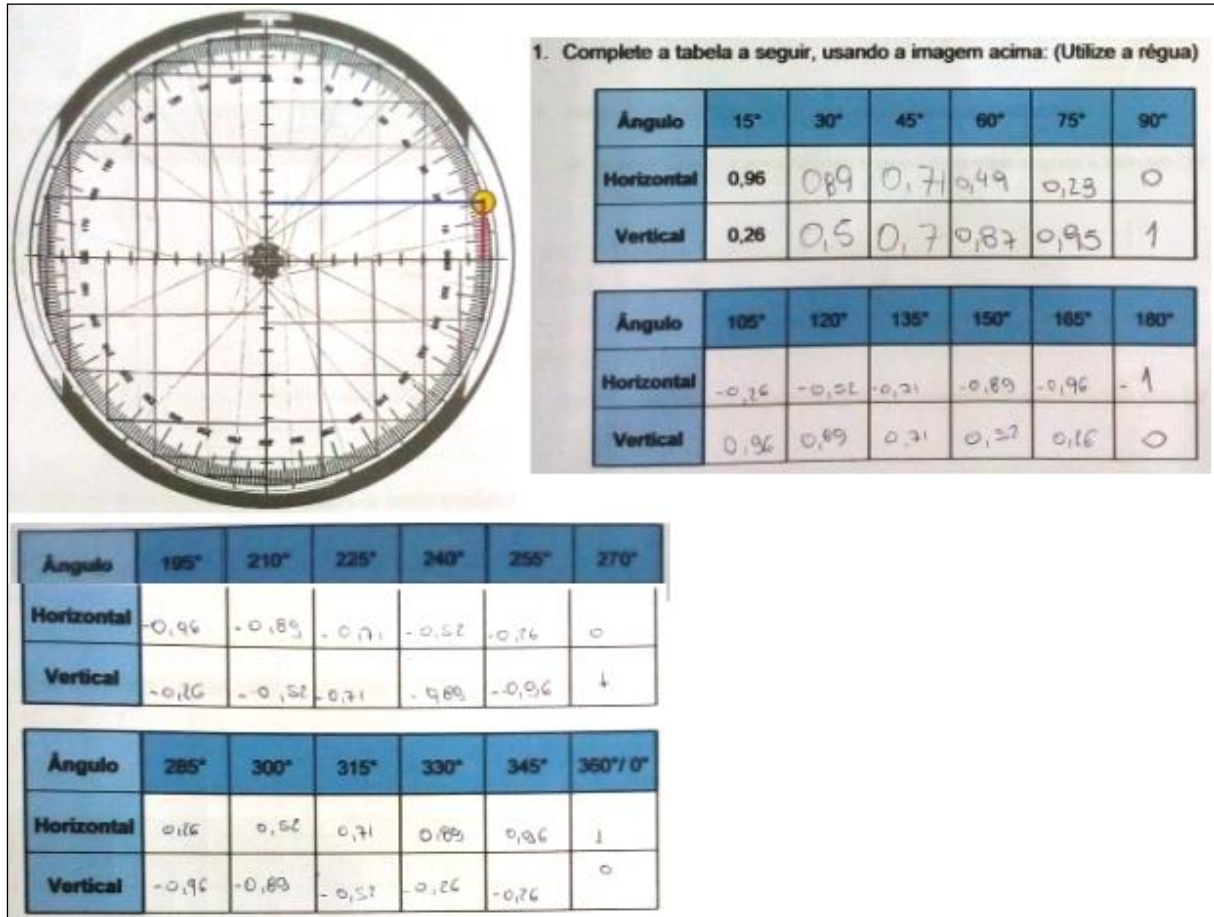 1. Complete a tabela a seguir, usando a imagem acima: (Utilize a régua)
Ângulo 15° 30° 45° 60° 75° 90°
Horizontal 0,96 0,89 0,71 0,49 0,23 0
Vertical 0,26 0,5 0,7 0,87 0,95 1
Ângulo 105° 120° 135° 150° 165° 180°
Horizontal -0,26 -0,52 -0,71 -0,89 -0,96 -1
Vertical 0,96 0,89 0,71 0,52 0,26 0
Ângulo 195° 210° 225° 240° 255° 270°
Horizontal -0,96 -0,89 -0,71 -0,52 -0,26 0
Vertical -0,26 -0,52 -0,71 -0,89 -0,96 1
Ângulo 285° 300° 315° 330° 345° 360°/ 0°
Horizontal 0,26 0,52 0,71 0,89 0,96 1
Vertical -0,96 -0,89 -0,52 -0,26 -0,26 0